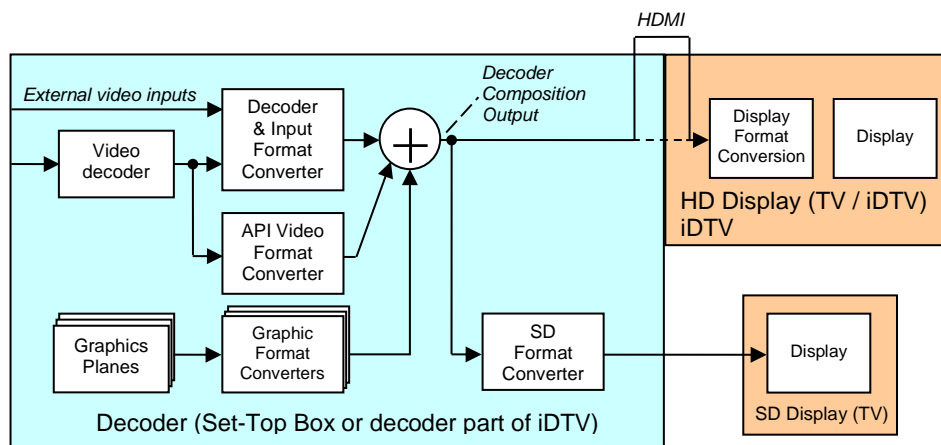 HDMI
External video inputs
Decoder
& Input
Format
Converter
Decoder
Composition
Output
Video
decoder
Display
Format
Conversion
Display
HD Display (TV / iDTV)
iDTV
API Video
Format
Converter
Graphics
Planes
Graphic
Format
Converters
SD
Format
Converter
Display
SD Display (TV)
Decoder (Set-Top Box or decoder part of iDTV)